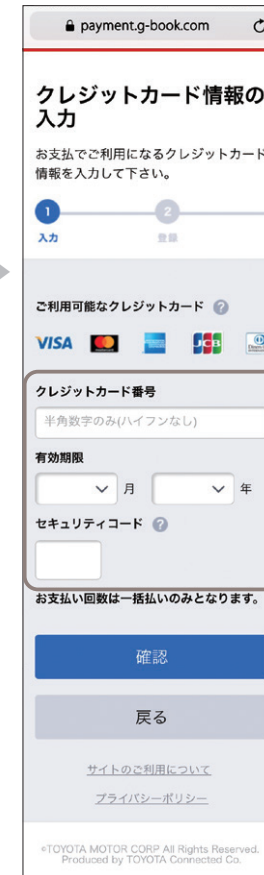 payment.g-book.com
クレジットカード情報の
入力
お支払でご利用になるクレジットカード
情報を入力して下さい。
1
2
入力
登録
ご利用可能なクレジットカード ?
VISA
JCB
クレジットカード番号
半角数字のみ(ハイフンなし)
有効期限
月
年
セキュリティコード ?
お支払い回数は一括払いのみとなります。
確認
戻る
サイトのご利用について
プライバシーポリシー
©TOYOTA MOTOR CORP All Rights Reserved.
Produced by TOYOTA Connected Co.